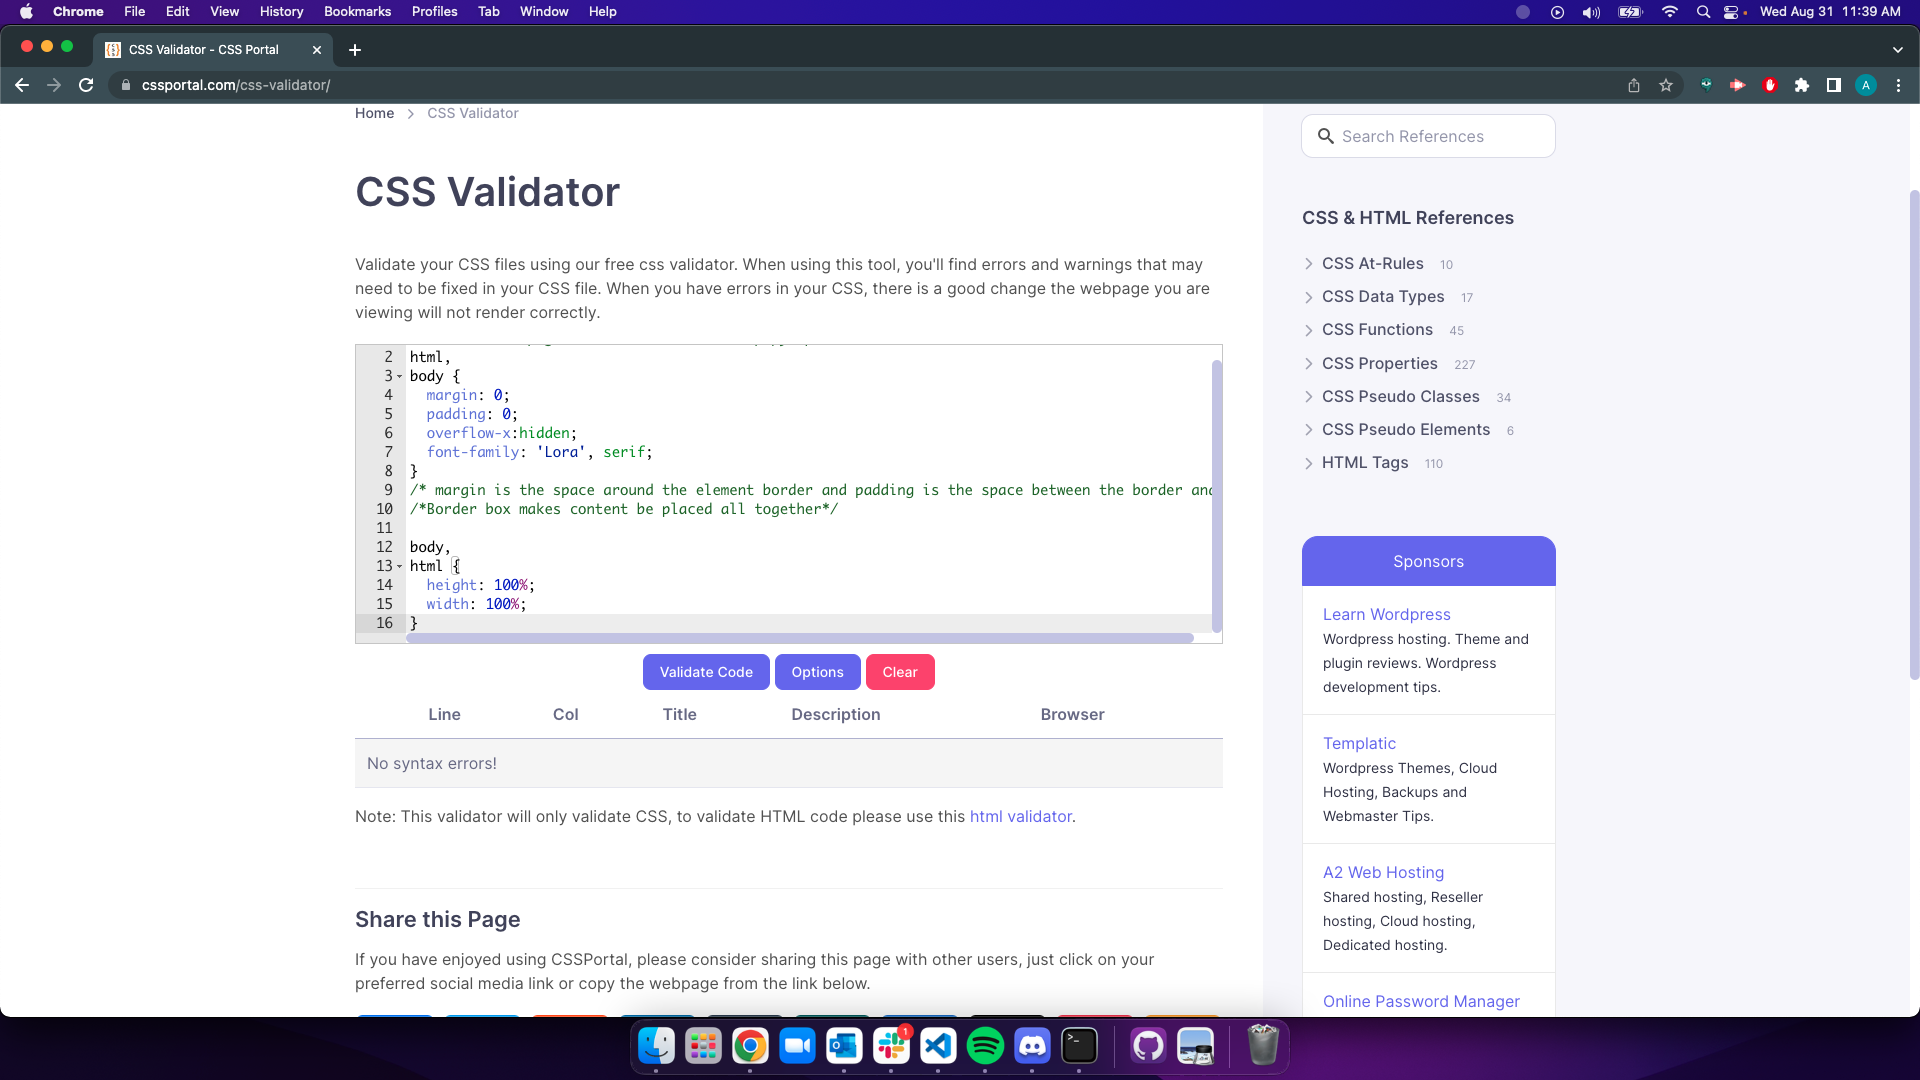 Chrome File Edit View History Bookmarks Profiles Tab Window Help Wed Aug 31 11:39 AM
CSS Validator - CSS Portal
cssportal.com/css-validator/
A
Home > CSS Validator
CSS Validator
Validate your CSS files using our free css validator. When using this tool, you'll find errors and warnings that may
need to be fixed in your CSS file. When you have errors in your CSS, there is a good change the webpage you are
viewing will not render correctly.
2 html,
3 body {
4 margin: 0;
5 padding: 0;
6 overflow-x:hidden;
7 font-family: 'Lora', serif;
8 }
9 /* margin is the space around the element border and padding is the space between the border and
10 /*Border box makes content be placed all together*/
11
12 body,
13 html {
14 height: 100%;
15 width: 100%;
16 }
Validate Code Options Clear
Line Col Title Description Browser
No syntax errors!
Note: This validator will only validate CSS, to validate HTML code please use this html validator.
Share this Page
If you have enjoyed using CSSPortal, please consider sharing this page with other users, just click on your
preferred social media link or copy the webpage from the link below.
Search References
CSS & HTML References
CSS At-Rules 10
CSS Data Types 17
CSS Functions 45
CSS Properties 227
CSS Pseudo Classes 34
CSS Pseudo Elements 6
HTML Tags 110
Sponsors
Learn Wordpress
Wordpress hosting. Theme and
plugin reviews. Wordpress
development tips.
Templatic
Wordpress Themes, Cloud
Hosting, Backups and
Webmaster Tips.
A2 Web Hosting
Shared hosting, Reseller
hosting, Cloud hosting,
Dedicated hosting.
Online Password Manager
1